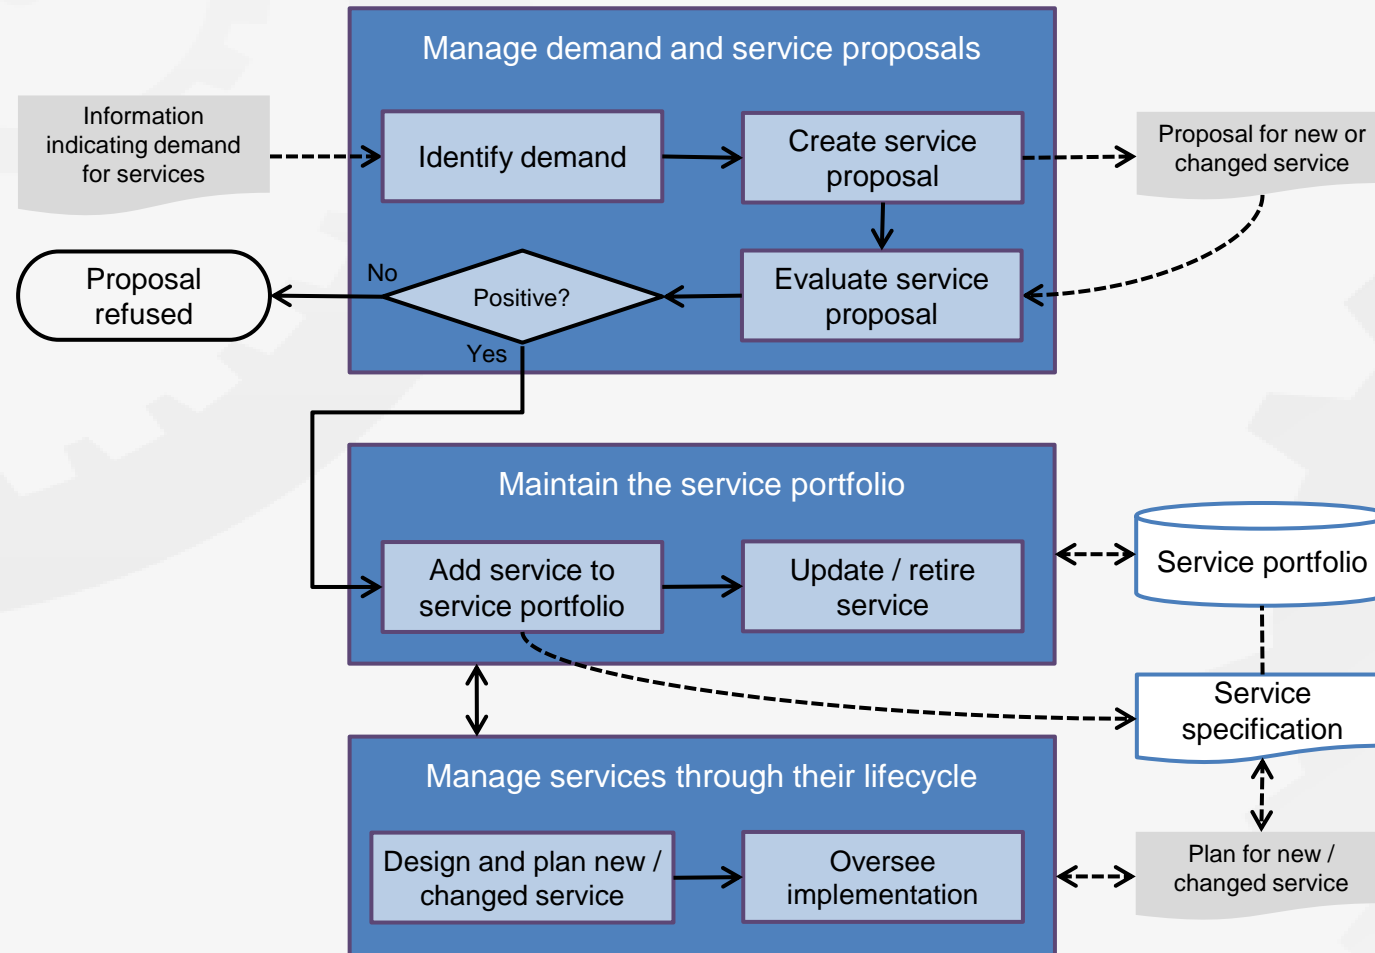 Manage demand and service proposals
Information
indicating demand
for services
Identify demand
Create service
proposal
Proposal for new or
changed service
Proposal
refused
No
Positive?
Yes
Evaluate service
proposal
Maintain the service portfolio
Add service to
service portfolio
Update / retire
service
Service portfolio
Service
specification
Manage services through their lifecycle
Design and plan new /
changed service
Oversee
implementation
Plan for new /
changed service